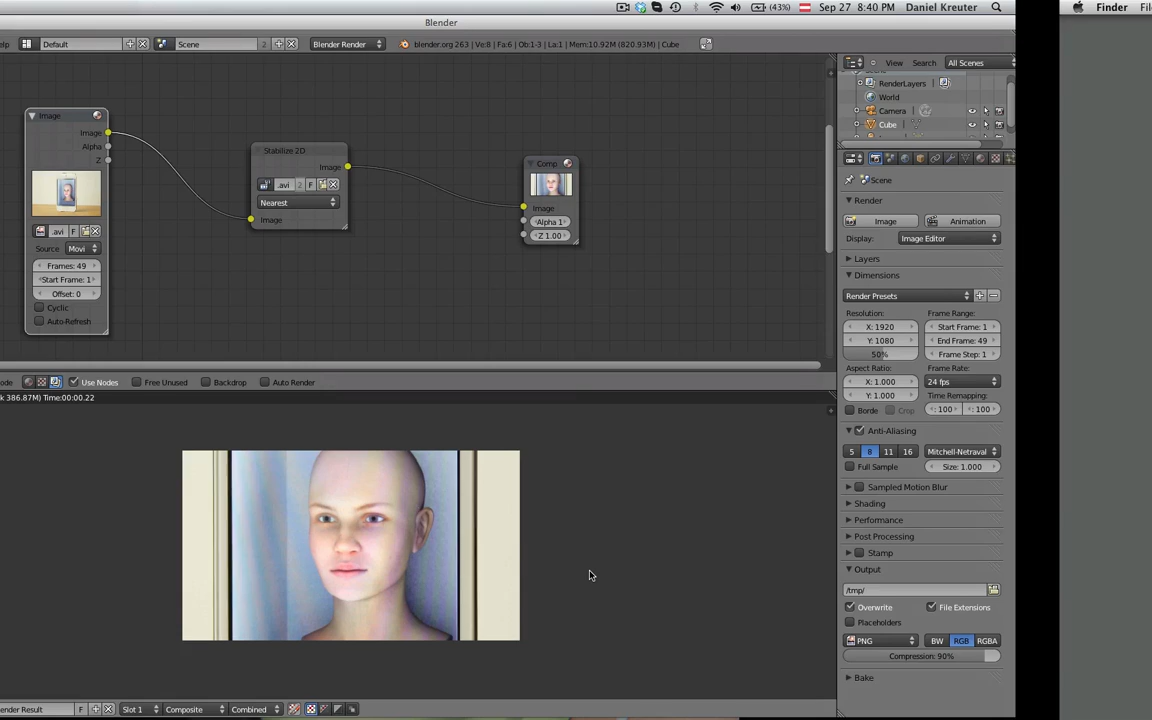 (43%) Sep 27 8:40 PM Daniel Kreuter
Finder
Blender
Default
Scene
2
Blender Render
blender.org 263 | Ve:8 | Fa:6 | Ob:1-3 | La:1 | Mem:10.92M (820.93M) | Cube
View
Search
All Scenes
RenderLayers
World
Camera
Cube
Image
Image
Alpha
Z
.avi
F
Source
Movi
Frames: 49
Start Frame: 1
Offset: 0
Cyclic
Auto-Refresh
Stabilize 2D
Image
.avi
2
F
Nearest
Image
Comp
Image
Alpha 1
Z 1.00
Scene
Render
Image
Animation
Display:
Image Editor
Layers
Dimensions
Render Presets
Resolution:
Frame Range:
X: 1920
Start Frame: 1
Y: 1080
End Frame: 49
50%
Frame Step: 1
Aspect Ratio:
Frame Rate:
X: 1.000
24 fps
Y: 1.000
Time Remapping:
Borde
Crop
: 100
: 100
Anti-Aliasing
5
8
11
16
Mitchell-Netraval
Full Sample
Size: 1.000
Sampled Motion Blur
Shading
Performance
Post Processing
Stamp
Output
/tmp/
Overwrite
File Extensions
Placeholders
PNG
BW
RGB
RGBA
Compression: 90%
Bake
Use Nodes
Free Unused
Backdrop
Auto Render
386.87M) Time:00:00.22
Result
F
Slot 1
Composite
Combined